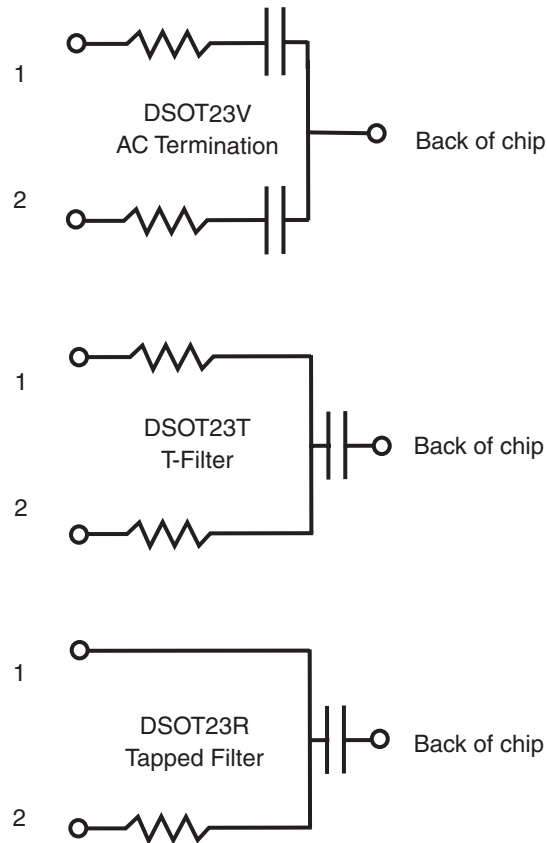 1
DSOT23V
AC Termination
Back of chip
2
1
DSOT23T
T-Filter
Back of chip
2
1
DSOT23R
Tapped Filter
Back of chip
2